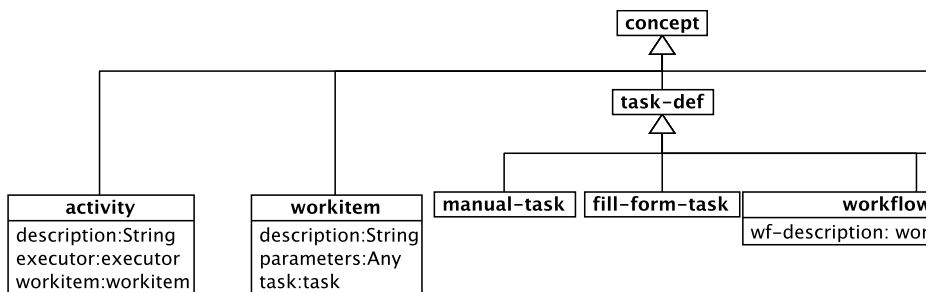 concept
task-def
activity
description:String
executor:executor
workitem:workitem
workitem
description:String
parameters:Any
task:task
manual-task
fill-form-task
workflow
wf-description: